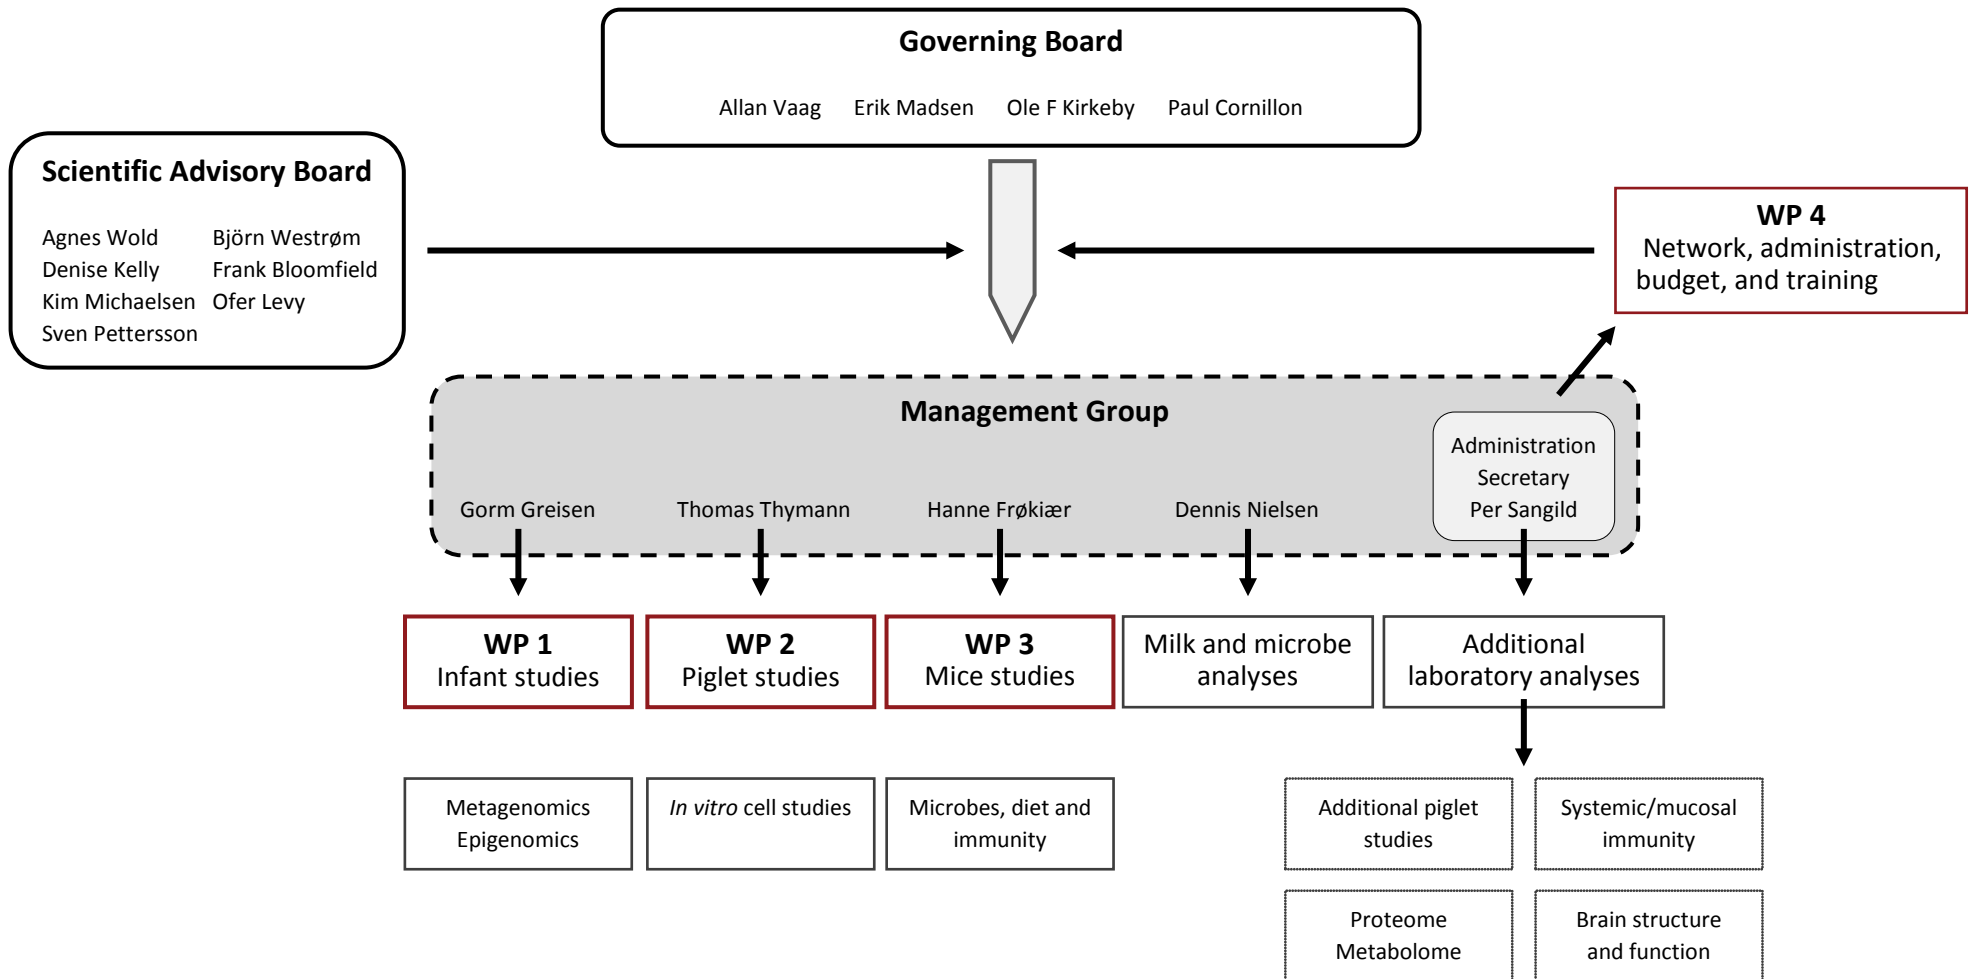 Governing Board
Allan Vaag Erik Madsen Ole F Kirkeby Paul Cornillon
Scientific Advisory Board
Agnes Wold Björn Westrøm
Denise Kelly Frank Bloomfield
Kim Michaelsen Ofer Levy
Sven Pettersson
WP 4
Network, administration,
budget, and training
Management Group
Administration
Secretary
Per Sangild
Gorm Greisen Thomas Thymann Hanne Frøkiær Dennis Nielsen
WP 1
Infant studies
WP 2
Piglet studies
WP 3
Mice studies
Milk and microbe
analyses
Additional
laboratory analyses
Metagenomics
Epigenomics
In vitro cell studies
Microbes, diet and
immunity
Additional piglet
studies
Systemic/mucosal
immunity
Proteome
Metabolome
Brain structure
and function